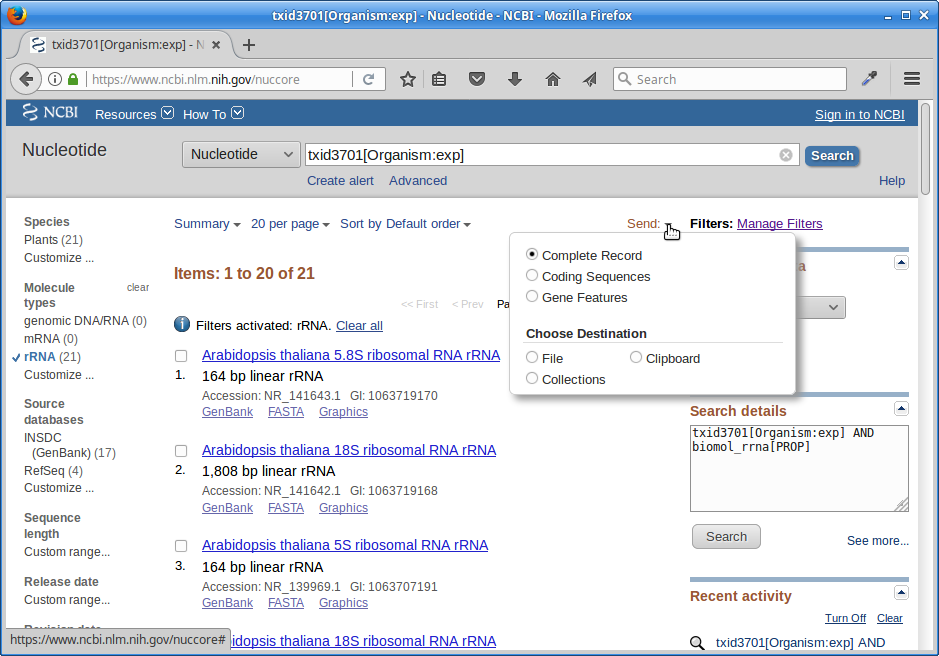 txid3701[Organism:exp] - Nucleotide - NCBI - Mozilla Firefox
txid3701[Organism:exp] - N
https://www.ncbi.nlm.nih.gov/nuccore
Search
NCBI Resources How To Sign in to NCBI
Nucleotide
Nucleotide txid3701[Organism:exp] Search
Create alert Advanced Help
Species
Plants (21)
Customize ...
Molecule types clear
genomic DNA/RNA (0)
mRNA (0)
rRNA (21)
Customize ...
Source
databases
INSDC
(GenBank) (17)
RefSeq (4)
Customize ...
Sequence
length
Custom range...
Release date
Custom range...
Summary 20 per page Sort by Default order Send:
Items: 1 to 20 of 21
<< First < Prev Pa
Filters activated: rRNA. Clear all
Arabidopsis thaliana 5.8S ribosomal RNA rRNA
1. 164 bp linear rRNA
Accession: NR_141643.1 GI: 1063719170
GenBank FASTA Graphics
Arabidopsis thaliana 18S ribosomal RNA rRNA
2. 1,808 bp linear rRNA
Accession: NR_141642.1 GI: 1063719168
GenBank FASTA Graphics
Arabidopsis thaliana 5S ribosomal RNA rRNA
3. 164 bp linear rRNA
Accession: NR_139969.1 GI: 1063707191
GenBank FASTA Graphics
idopsis thaliana 18S ribosomal RNA rRNA
Complete Record
Coding Sequences
Gene Features
Choose Destination
File Clipboard
Collections
Filters: Manage Filters
a
Search details
txid3701[Organism:exp] AND
biomol_rrna[PROP]
Search
See more...
Recent activity
Turn Off Clear
txid3701[Organism:exp] AND
https://www.ncbi.nlm.nih.gov/nuccore#